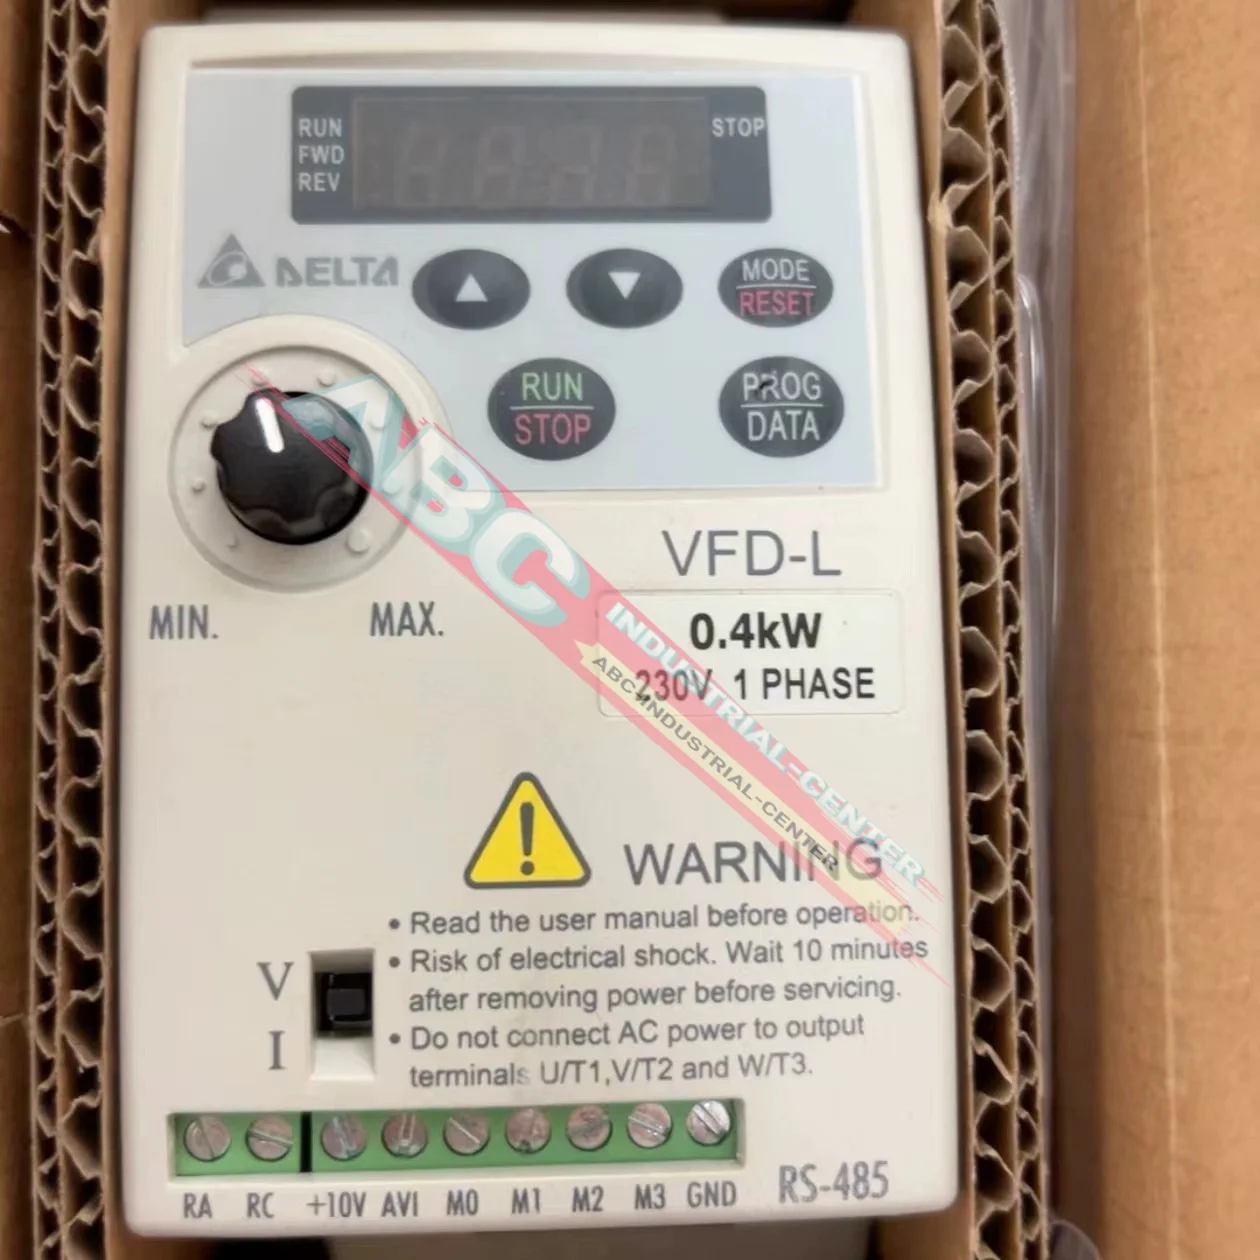 RUN
FWD
REV
STOP
DELTA
MODE
RESET
RUN
STOP
PROG
DATA
ABC
INDUSTRIAL-CENTER
ABC-INDUSTRIAL-CENTER
MIN.
MAX.
VFD-L
0.4kW
230V 1 PHASE
WARNING
• Read the user manual before operation.
• Risk of electrical shock. Wait 10 minutes
after removing power before servicing.
• Do not connect AC power to output
terminals U/T1,V/T2 and W/T3.
V
I
RA RC +10V AVI M0 M1 M2 M3 GND
RS-485